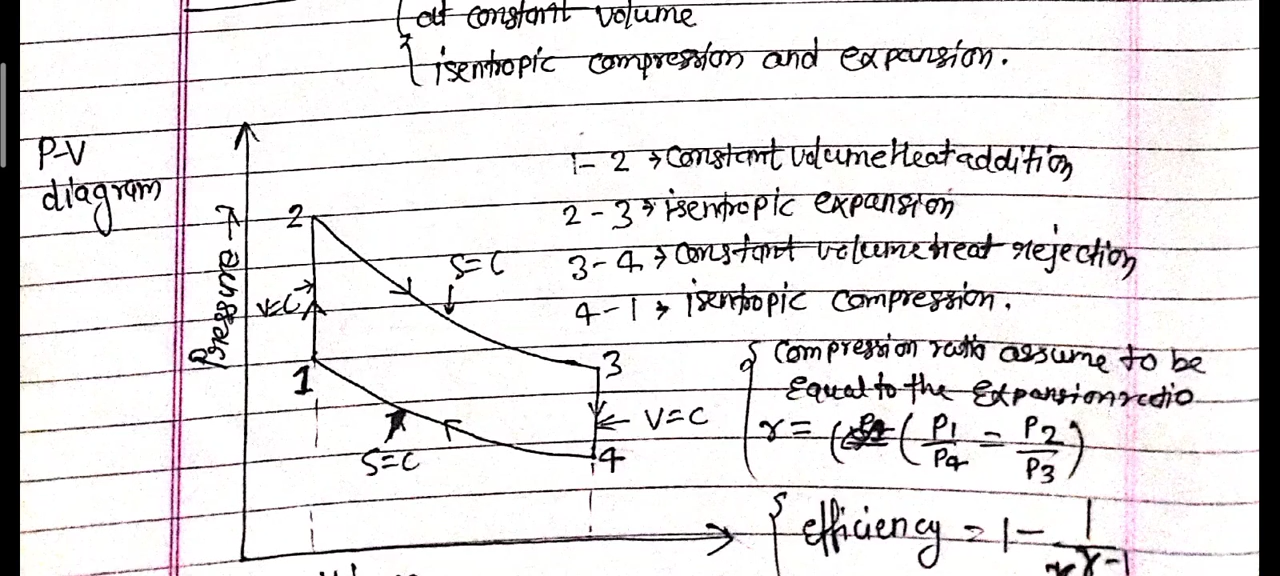 at constant volume
isentropic compression and expansion.
P-V
diagram
Pressure →
1-2 → Constant volume Heat addition
2-3 → isentropic expansion
3-4 → constant volume heat rejection
4-1 → isentropic compression.
2
S=C
V=C
1
3
V=C
S=C
4
Compression ratio assume to be
Equal to the Expansion ratio
r = ( ( P1/P4 = P2/P3 )
efficiency = 1 - 1/r^γ-1